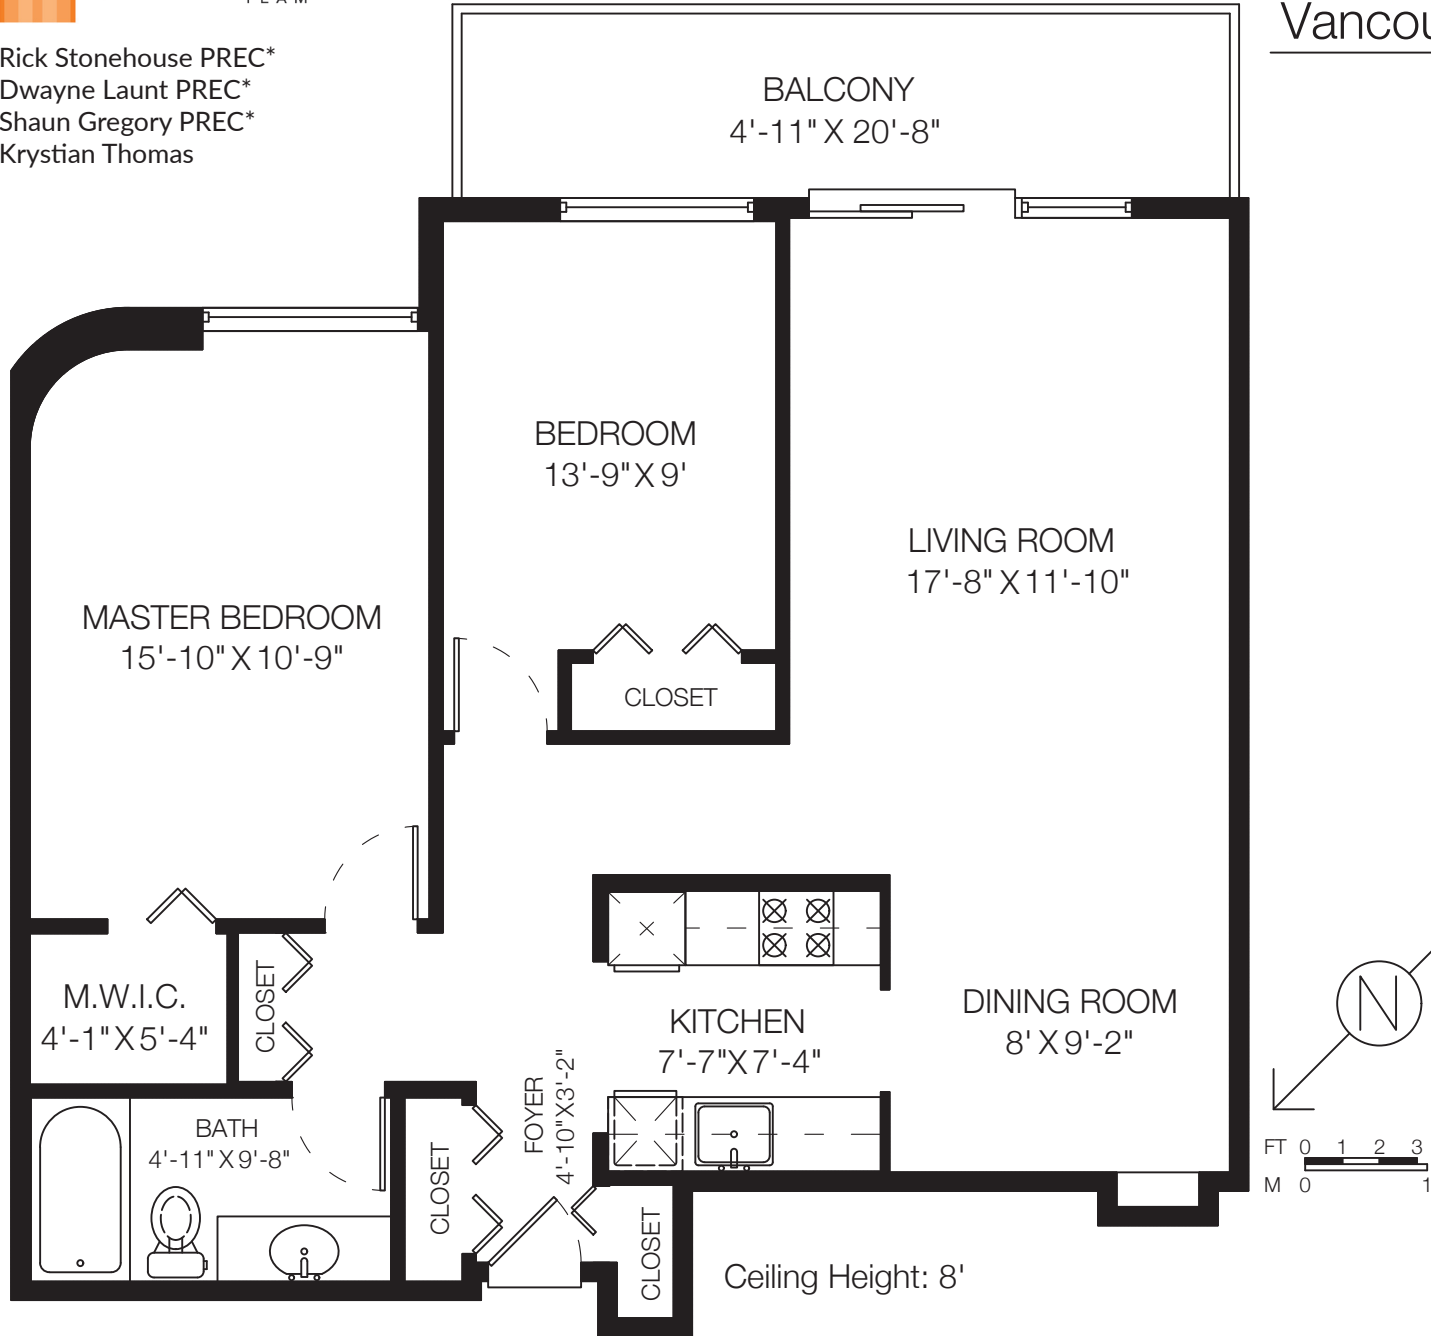 TEAM
Rick Stonehouse PREC*
Dwayne Launt PREC*
Shaun Gregory PREC*
Krystian Thomas
BALCONY
4'-11" X 20'-8"
BEDROOM
13'-9" X 9'
LIVING ROOM
17'-8" X 11'-10"
MASTER BEDROOM
15'-10" X 10'-9"
CLOSET
M.W.I.C.
4'-1" X 5'-4"
CLOSET
KITCHEN
7'-7" X 7'-4"
DINING ROOM
8' X 9'-2"
N
FOYER
4'-10" X 3'-2"
BATH
4'-11" X 9'-8"
CLOSET
CLOSET
FT 0 1 2 3
M 0 1
Ceiling Height: 8'